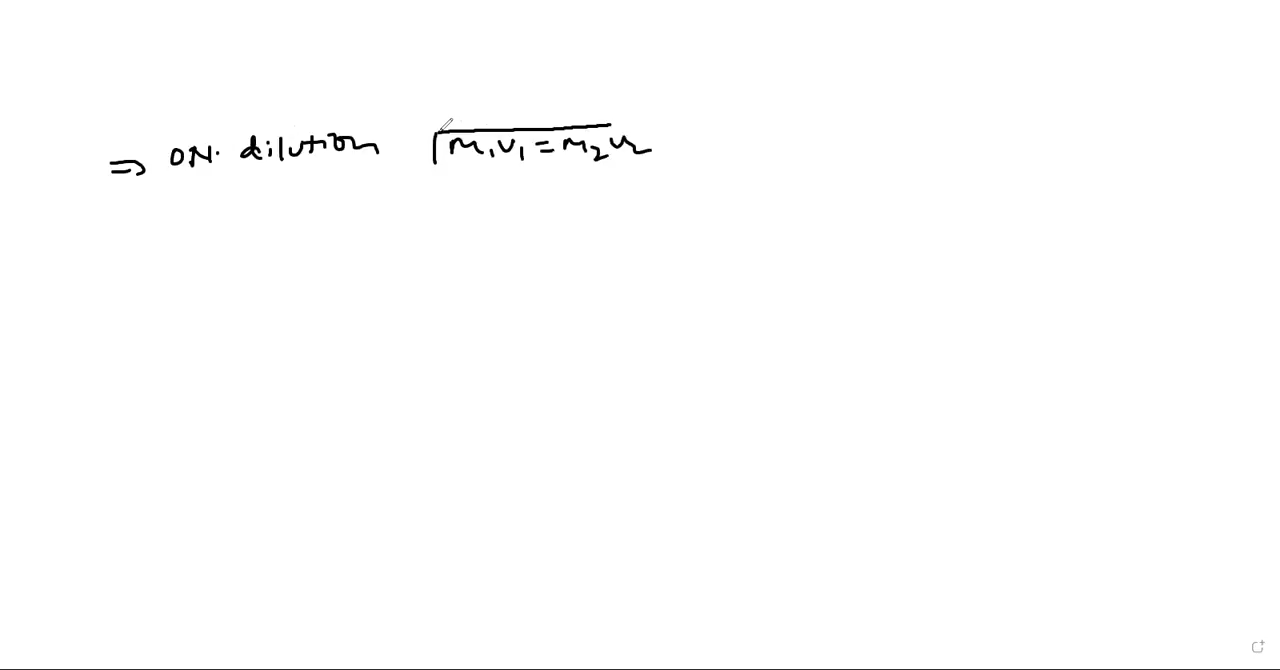 ⇒ ON. dilution M₁V₁ = M₂V₂